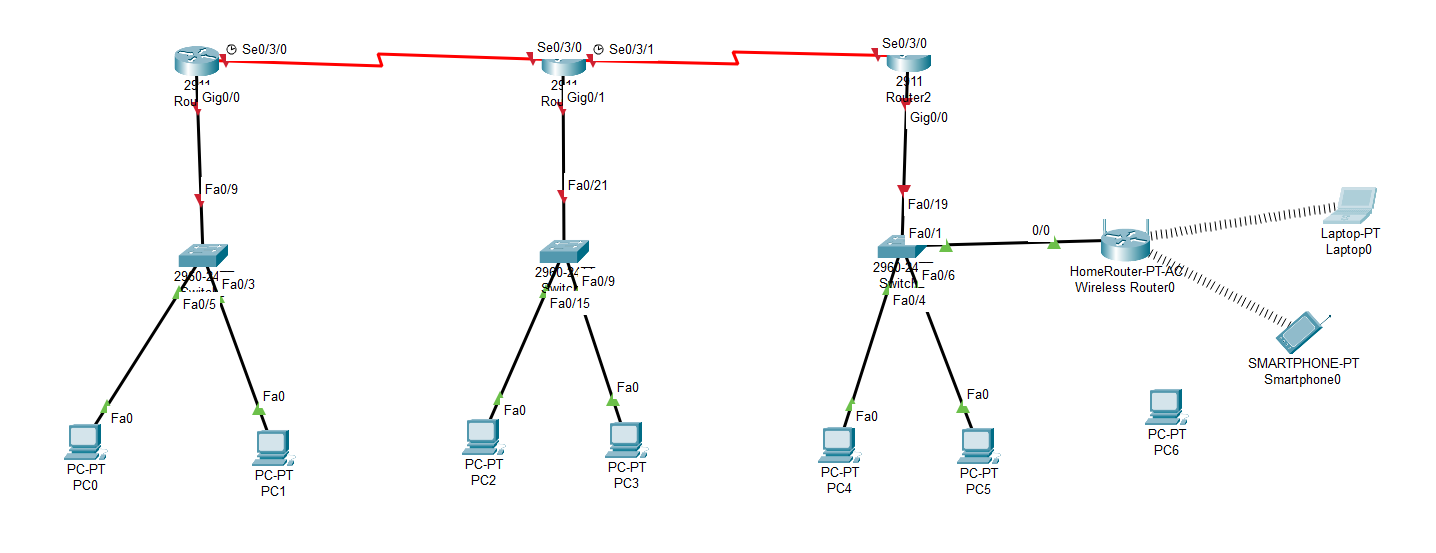 Se0/3/0
Se0/3/0
Se0/3/1
Se0/3/0
2911
Gig0/0
Gig0/1
2911
Router2
Gig0/0
Fa0/9
Fa0/21
Fa0/19
Fa0/1
0/0
Fa0/3
Fa0/5
Fa0/9
Fa0/15
Fa0/6
Fa0/4
HomeRouter-PT-AC
Wireless Router0
Laptop-PT
Laptop0
SMARTPHONE-PT
Smartphone0
Fa0
Fa0
Fa0
Fa0
Fa0
Fa0
PC-PT
PC0
PC-PT
PC1
PC-PT
PC2
PC-PT
PC3
PC-PT
PC4
PC-PT
PC5
PC-PT
PC6